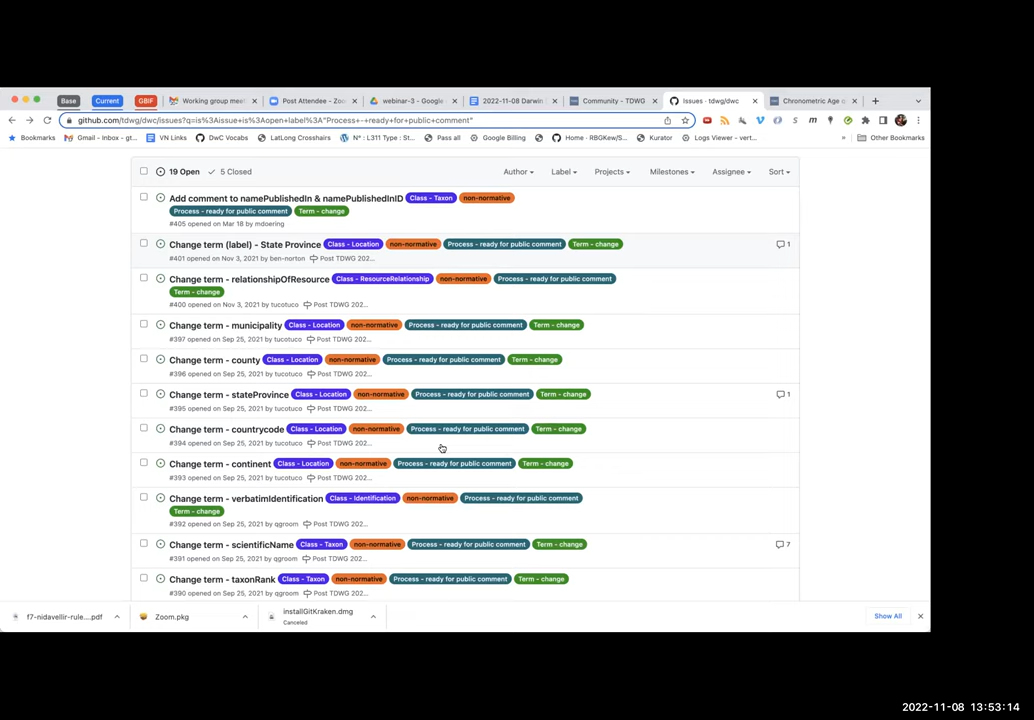 Base Current GBIF Working group mee Post Attendee - Zoo webinar-3 - Google 2022-11-08 Darwin Community - TDWG Issues · tdwg/dwc Chronometric Age
github.com/tdwg/dwc/issues?q=is%3Aissue+is%3Aopen+label%3A"Process+-+ready+for+public+comment"
Bookmarks Gmail - Inbox - gt... VN Links DwC Vocabs LatLong Crosshairs N° : L311 Type : St... Pass all @RGKew/S... Google Billing Home - R8GKew/S... Kurator Logs Viewer - vert... » Other Bookmarks
19 Open 5 Closed Author Label Projects Milestones Assignee Sort
Add comment to namePublishedIn & namePublishedInID Class - Taxon non-normative
Process - ready for public comment Term - change
#405 opened on Mar 18 by mdoering
Change term (label) - State Province Class - Location non-normative Process - ready for public comment Term - change 1
#401 opened on Nov 3, 2021 by ben-norton Post TDWG 202...
Change term - relationshipOfResource Class - ResourceRelationship non-normative Process - ready for public comment
Term - change
#400 opened on Nov 3, 2021 by tucotuco Post TDWG 202...
Change term - municipality Class - Location non-normative Process - ready for public comment Term - change
#397 opened on Sep 25, 2021 by tucotuco Post TDWG 202...
Change term - county Class - Location non-normative Process - ready for public comment Term - change
#396 opened on Sep 25, 2021 by tucotuco Post TDWG 202...
Change term - stateProvince Class - Location non-normative Process - ready for public comment Term - change 1
#395 opened on Sep 25, 2021 by tucotuco Post TDWG 202...
Change term - countrycode Class - Location non-normative Process - ready for public comment Term - change
#394 opened on Sep 25, 2021 by tucotuco Post TDWG 202...
Change term - continent Class - Location non-normative Process - ready for public comment Term - change
#393 opened on Sep 25, 2021 by tucotuco Post TDWG 202...
Change term - verbatimIdentification Class - Identification non-normative Process - ready for public comment
Term - change
#392 opened on Sep 25, 2021 by qgroom Post TDWG 202...
Change term - scientificName Class - Taxon non-normative Process - ready for public comment Term - change 7
#391 opened on Sep 25, 2021 by qgroom Post TDWG 202...
Change term - taxonRank Class - Taxon non-normative Process - ready for public comment Term - change
#390 opened on Sep 25, 2021 by qgroom Post TDWG 202...
f7-nidavellir-rule....pdf Zoom.pkg installGitKraken.dmg Show All
Canceled
2022-11-08 13:53:14